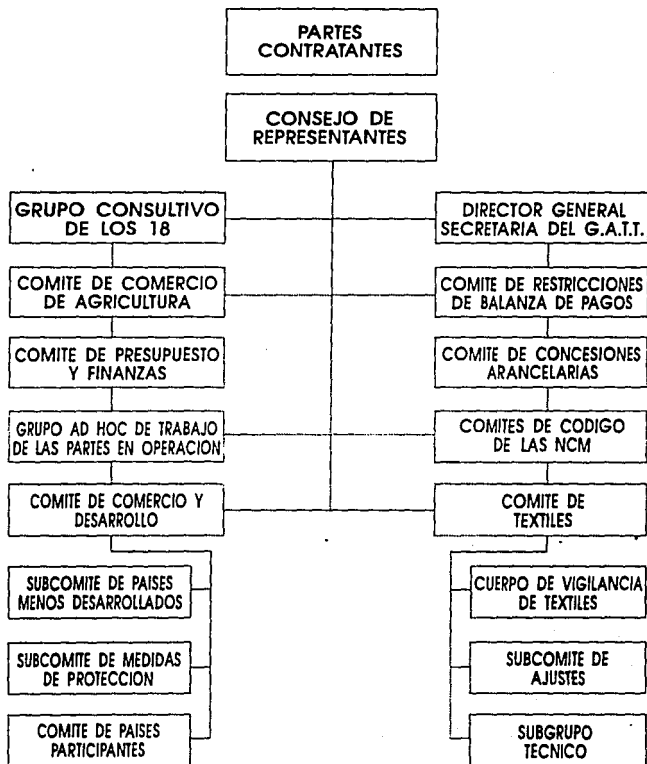 PARTES
CONTRATANTES
CONSEJO DE
REPRESENTANTES
GRUPO CONSULTIVO
DE LOS 18
DIRECTOR GENERAL
SECRETARIA DEL G.A.T.T.
COMITE DE COMERCIO
DE AGRICULTURA
COMITE DE RESTRICCIONES
DE BALANZA DE PAGOS
COMITE DE PRESUPUESTO
Y FINANZAS
COMITE DE CONCESIONES
ARANCELARIAS
GRUPO AD HOC DE TRABAJO
DE LAS PARTES EN OPERACION
COMITES DE CODIGO
DE LAS NCM
COMITE DE COMERCIO Y
DESARROLLO
COMITE DE
TEXTILES
SUBCOMITE DE PAISES
MENOS DESARROLLADOS
CUERPO DE VIGILANCIA
DE TEXTILES
SUBCOMITE DE MEDIDAS
DE PROTECCION
SUBCOMITE DE
AJUSTES
COMITE DE PAISES
PARTICIPANTES
SUBGRUPO
TECNICO